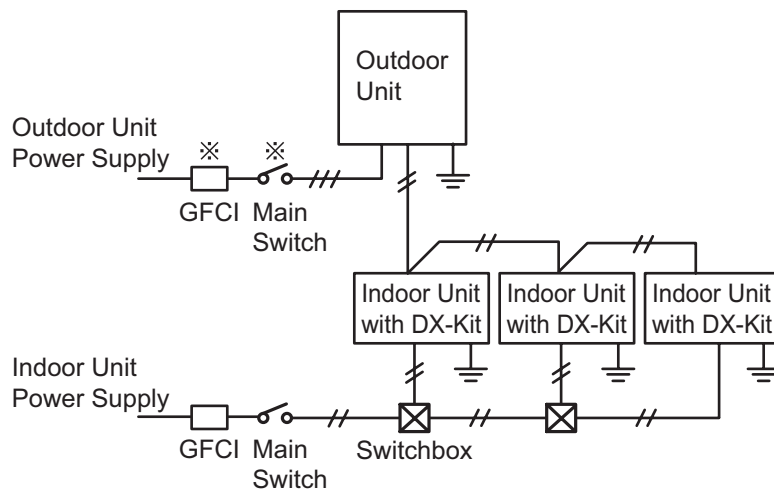 Outdoor
Unit
Outdoor Unit
Power Supply
※
※
GFCI
Main
Switch
Indoor Unit
with DX-Kit
Indoor Unit
with DX-Kit
Indoor Unit
with DX-Kit
Indoor Unit
Power Supply
GFCI
Main
Switch
Switchbox